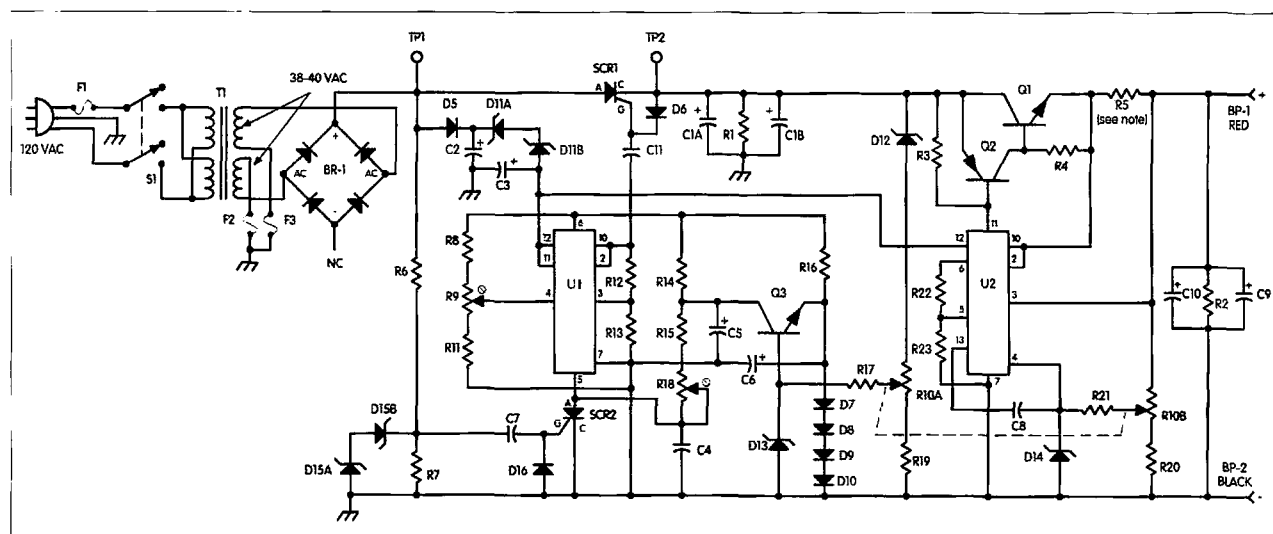 TP1
TP2
38-40 VAC
F1
T1
SCR1
A
C
G
D5
D11A
D6
Q1
R5
(see note)
+
BP-1
RED
C2
+
D11B
+
C1A
R1
+
C1B
D12
R3
Q2
R4
120 VAC
S1
+
AC
BR-1
AC
-
C3
+
C11
F2
F3
NC
R6
R8
6
12
11
10
2
R12
R14
R16
11
12
10
2
6
U1
U2
R9
4
3
Q3
R22
3
+
C10
R2
+
C9
R13
R15
C5
+
5
R23
13
4
R11
7
C6
+
7
5
R18
R17
R10A
C8
R21
R10B
D15B
C7
G
A
C
SCR2
D7
D8
D15A
D16
C4
D13
D9
R19
D14
R20
BP-2
BLACK
-
R7
D10